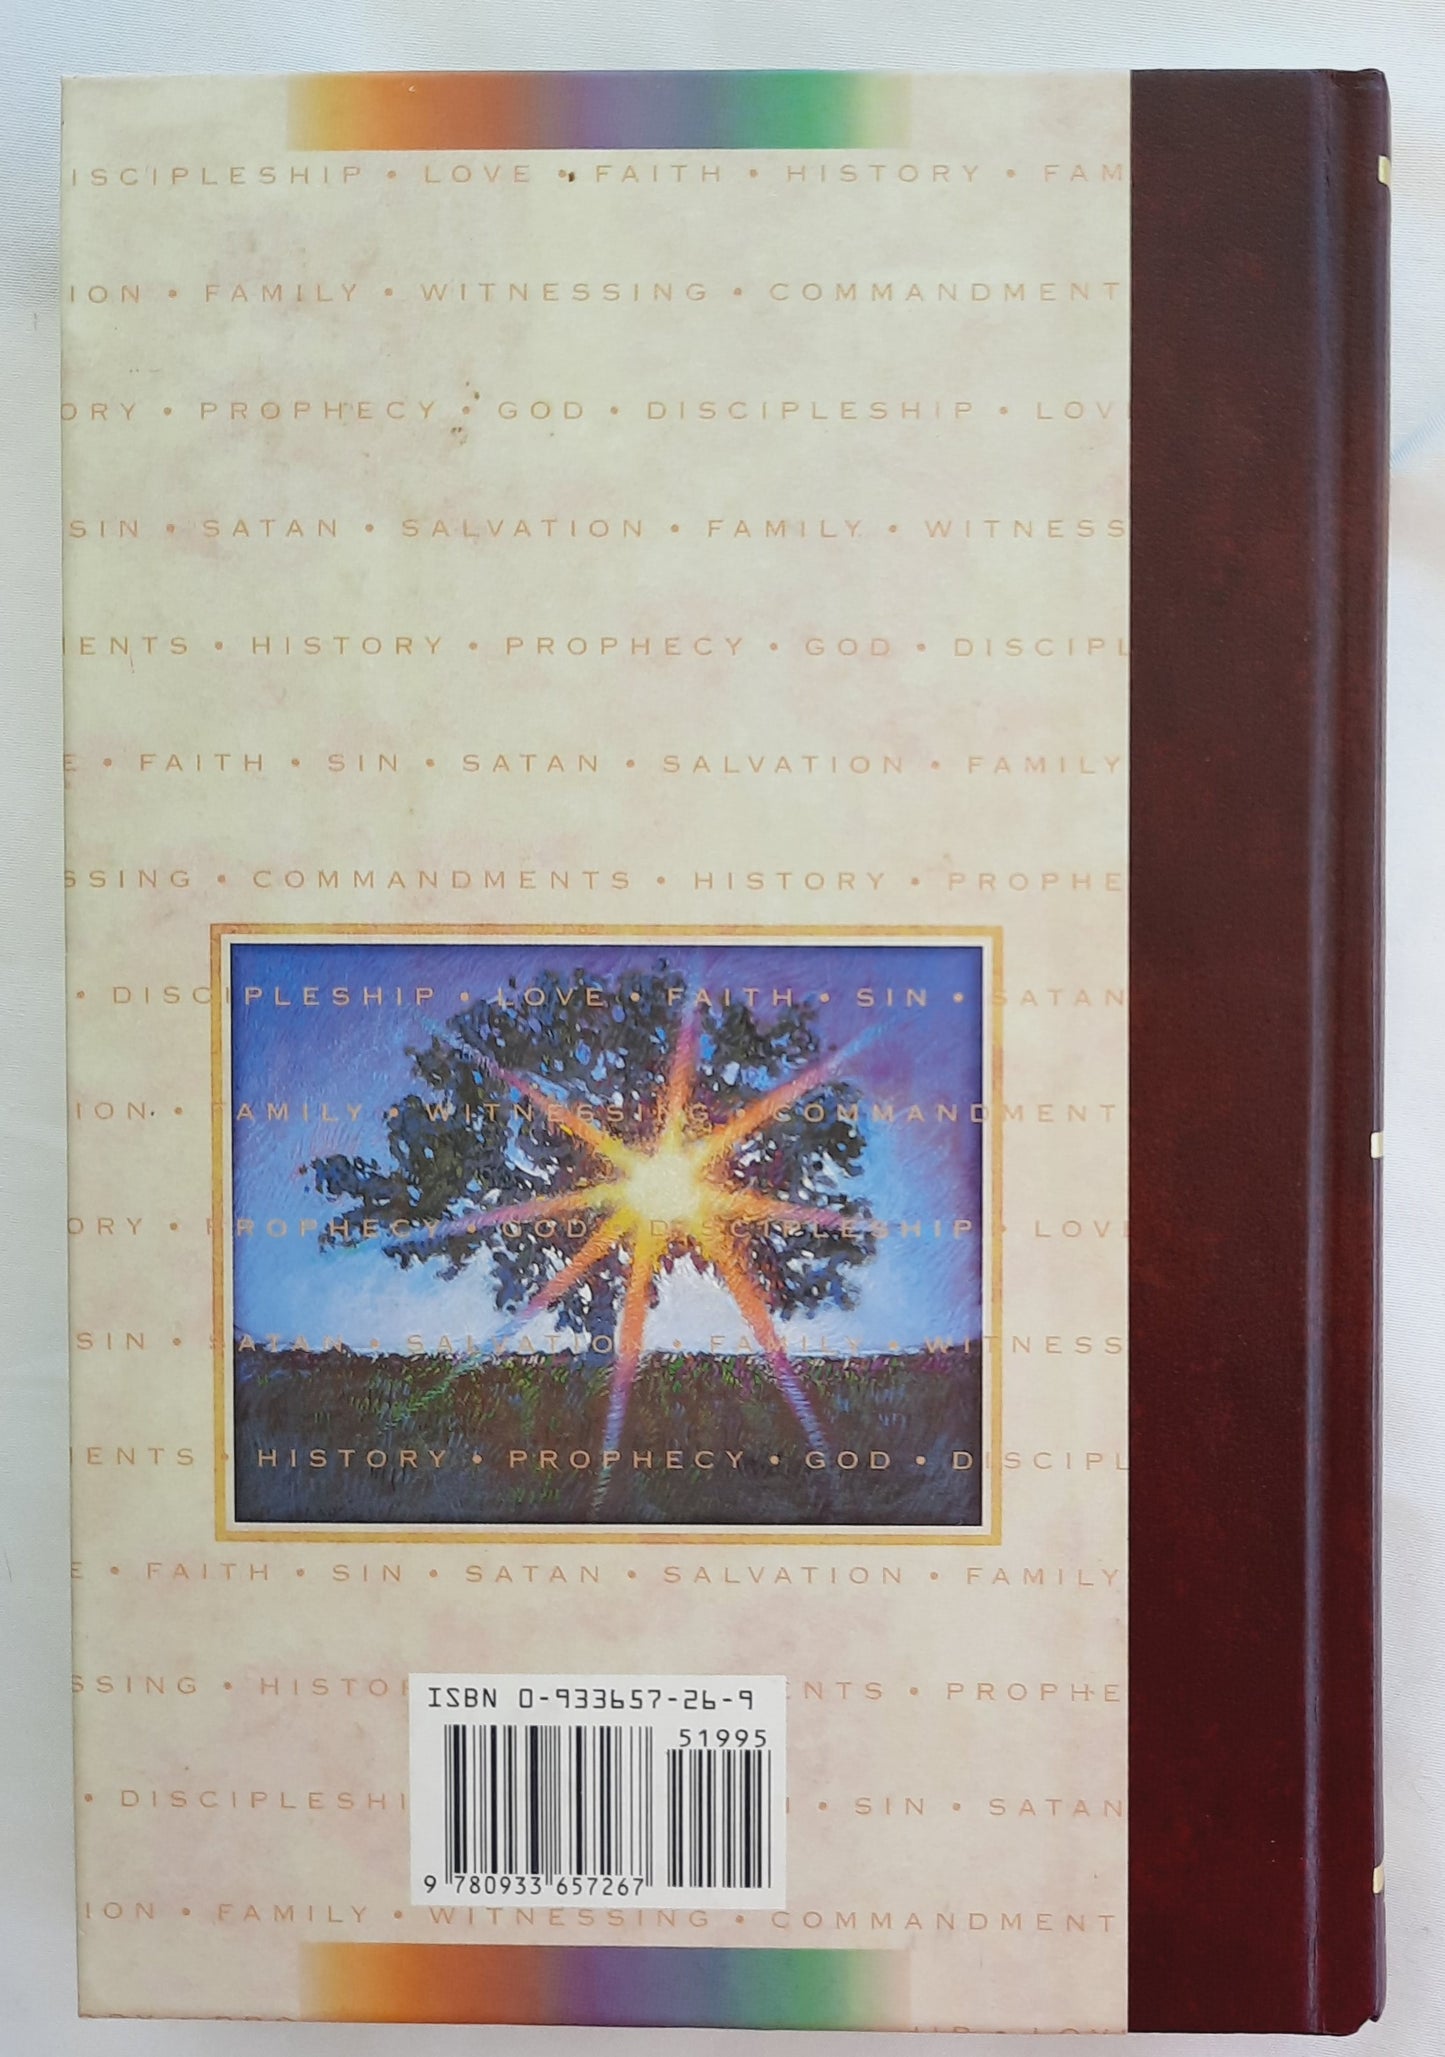 ISCIPLESHIP • LOVE • FAITH • HISTORY • FAM
ION • FAMILY • WITNESSING • COMMANDMENT
ORY • PROPHECY • GOD • DISCIPLESHIP • LOV
SIN • SATAN • SALVATION • FAMILY • WITNESS
ENTS • HISTORY • PROPHECY • GOD • DISCIPL
E • FAITH • SIN • SATAN • SALVATION • FAMILY
SSING • COMMANDMENTS • HISTORY • PROPHE
• DISCIPLESHIP • LOVE • FAITH • SIN • SATAN
ION • FAMILY • WITNESSING • COMMANDMENT
ORY • PROPHECY • GOD • DISCIPLESHIP • LOV
SIN • SATAN • SALVATION • FAMILY • WITNESS
ENTS • HISTORY • PROPHECY • GOD • DISCIPL
E • FAITH • SIN • SATAN • SALVATION • FAMILY
SSING • HISTO ENTS • PROPHE
ISBN 0-933657-26-9
51995
• DISCIPLESHI • SIN • SATAN
9 780933 657267
ION • FAMILY • WITNESSING • COMMANDMENT